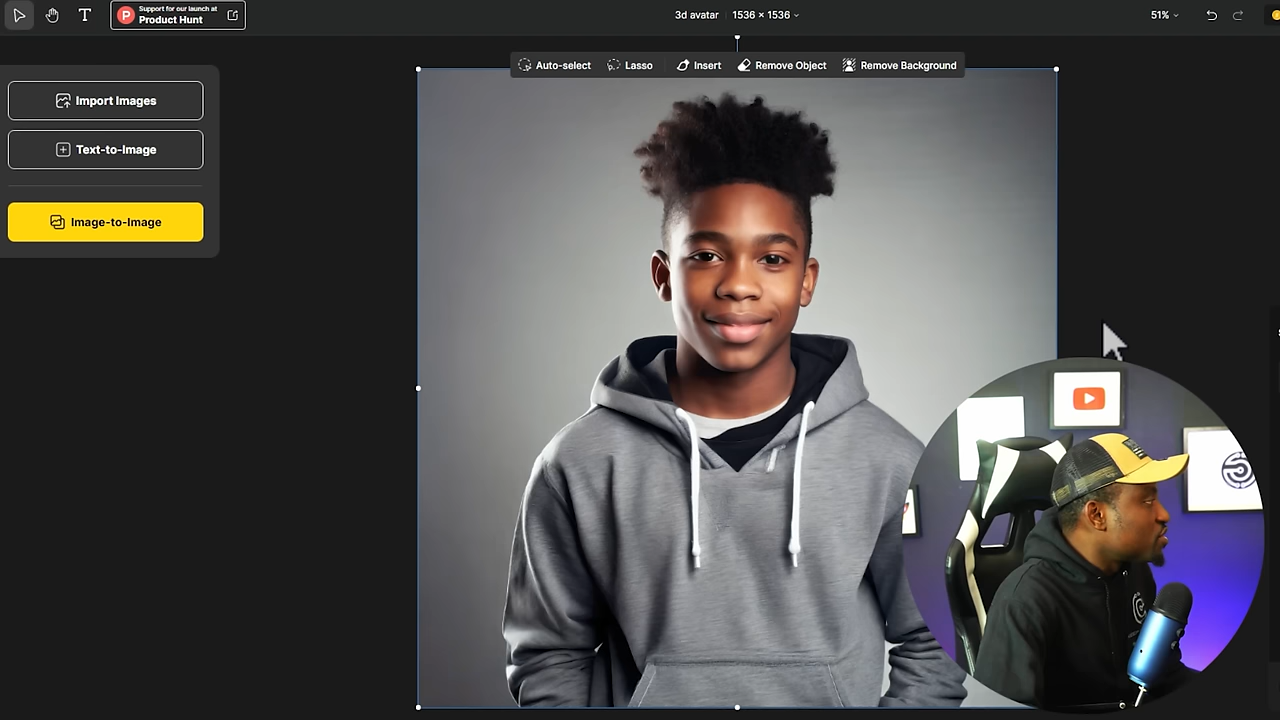 Support for our launch at
Product Hunt
3d avatar
1536 × 1536
51%
Auto-select
Lasso
Insert
Remove Object
Remove Background
Import Images
Text-to-Image
Image-to-Image